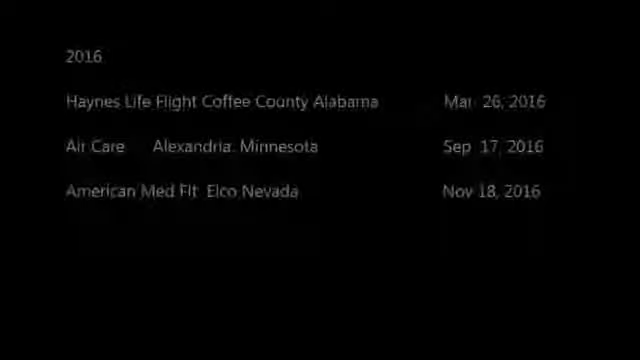 2016
Haynes Life Flight Coffee County Alabama Mar 26, 2016
Air Care Alexandria. Minnesota Sep 17, 2016
American Med Flt Elco Nevada Nov 18, 2016